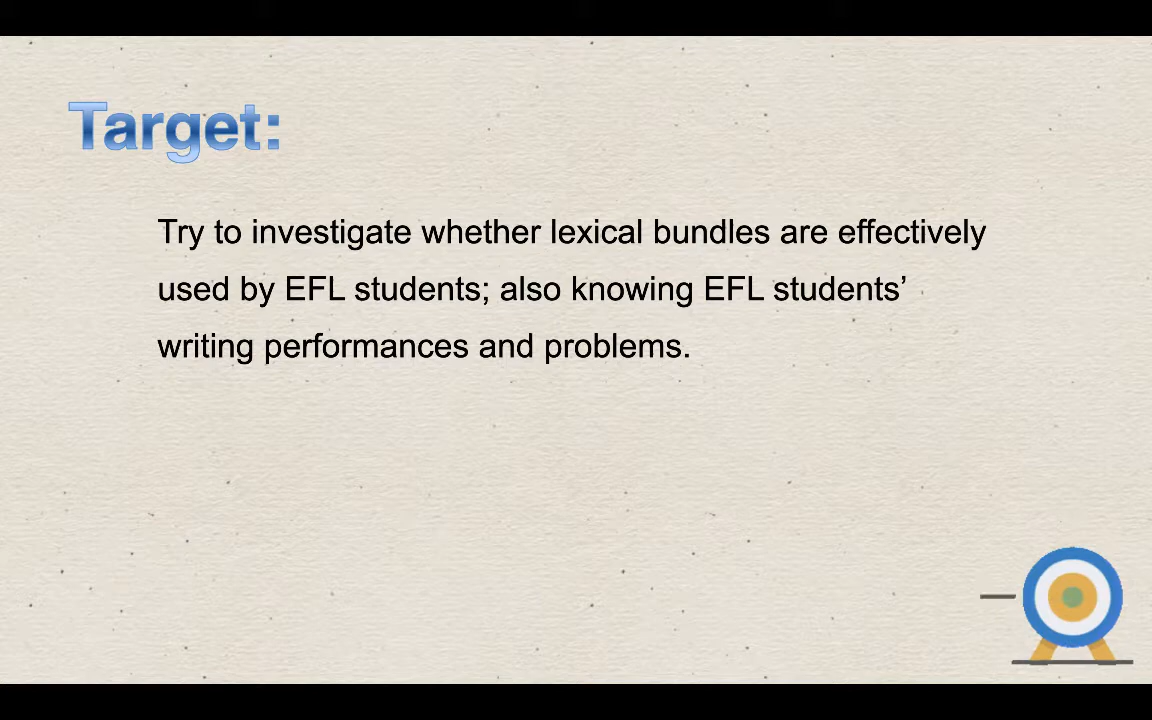 Target:
Try to investigate whether lexical bundles are effectively
used by EFL students; also knowing EFL students’
writing performances and problems.